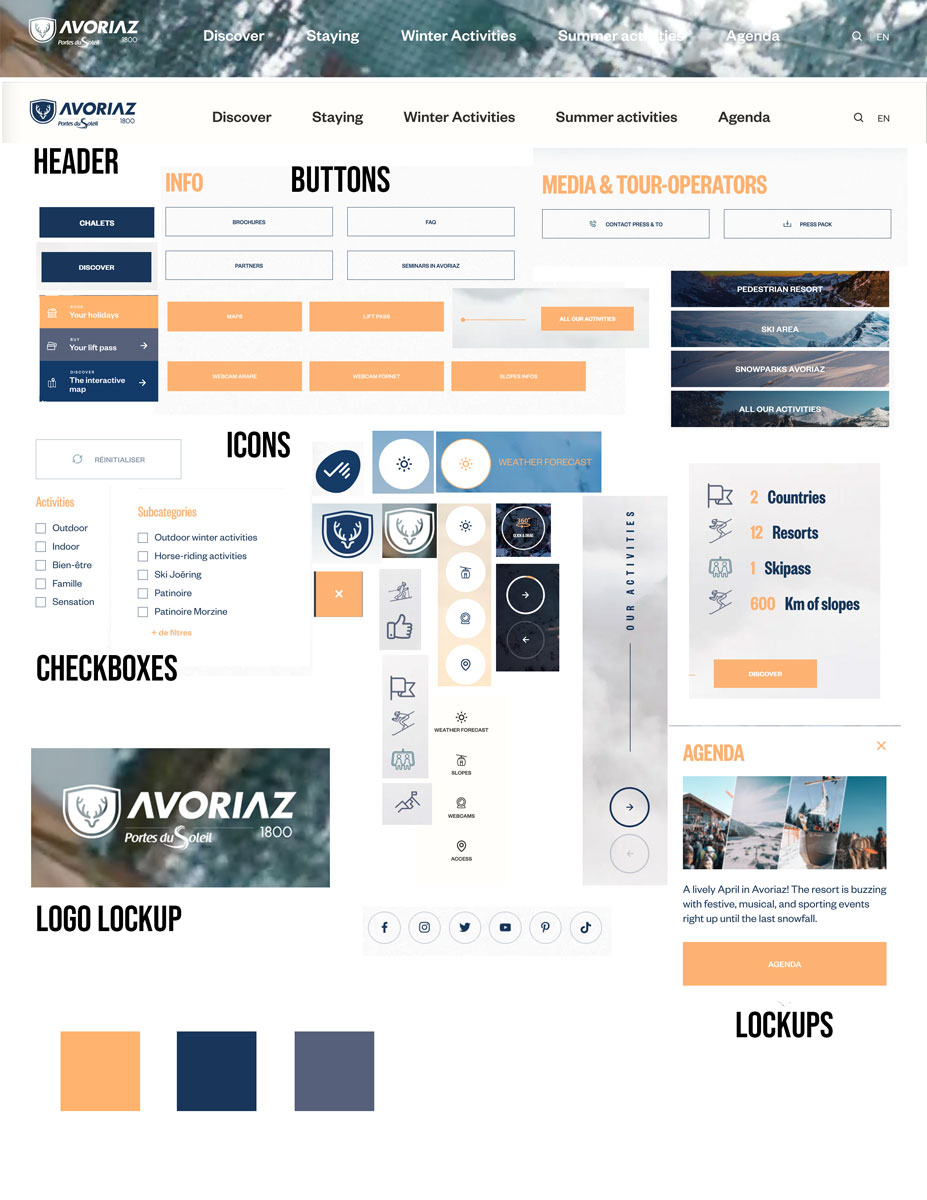 AVORIAZ
Portes du Soleil
1800
Discover
Staying
Winter Activities
Summer activities
Agenda
EN
AVORIAZ
Portes du Soleil
1800
Discover
Staying
Winter Activities
Summer activities
Agenda
EN
HEADER
INFO
BUTTONS
MEDIA & TOUR-OPERATORS
CHALETS
BROCHURES
FAQ
CONTACT PRESS & TO
PRESS PACK
DISCOVER
PARTNERS
SEMINARS IN AVORIAZ
BOOK
Your holidays
BUY
Your lift pass
DISCOVER
The interactive
map
MAPS
LIFT PASS
ALL OUR ACTIVITIES
WEBCAM ARARE
WEBCAM FORNET
SLOPES INFOS
PEDESTRIAN RESORT
SKI AREA
SNOWPARKS AVORIAZ
ALL OUR ACTIVITIES
RÉINITIALISER
ICONS
WEATHER FORECAST
Activities
Outdoor
Indoor
Bien-être
Famille
Sensation
Subcategories
Outdoor winter activities
Horse-riding activities
Ski Joëring
Patinoire
Patinoire Morzine
+ de filtres
CHECKBOXES
360°
CLICK & DRAG
OUR ACTIVITIES
2 Countries
12 Resorts
1 Skipass
600 Km of slopes
DISCOVER
WEATHER FORECAST
SLOPES
WEBCAMS
ACCESS
AVORIAZ
Portes du Soleil
1800
LOGO LOCKUP
AGENDA
A lively April in Avoriaz! The resort is buzzing
with festive, musical, and sporting events
right up until the last snowfall.
AGENDA
LOCKUPS